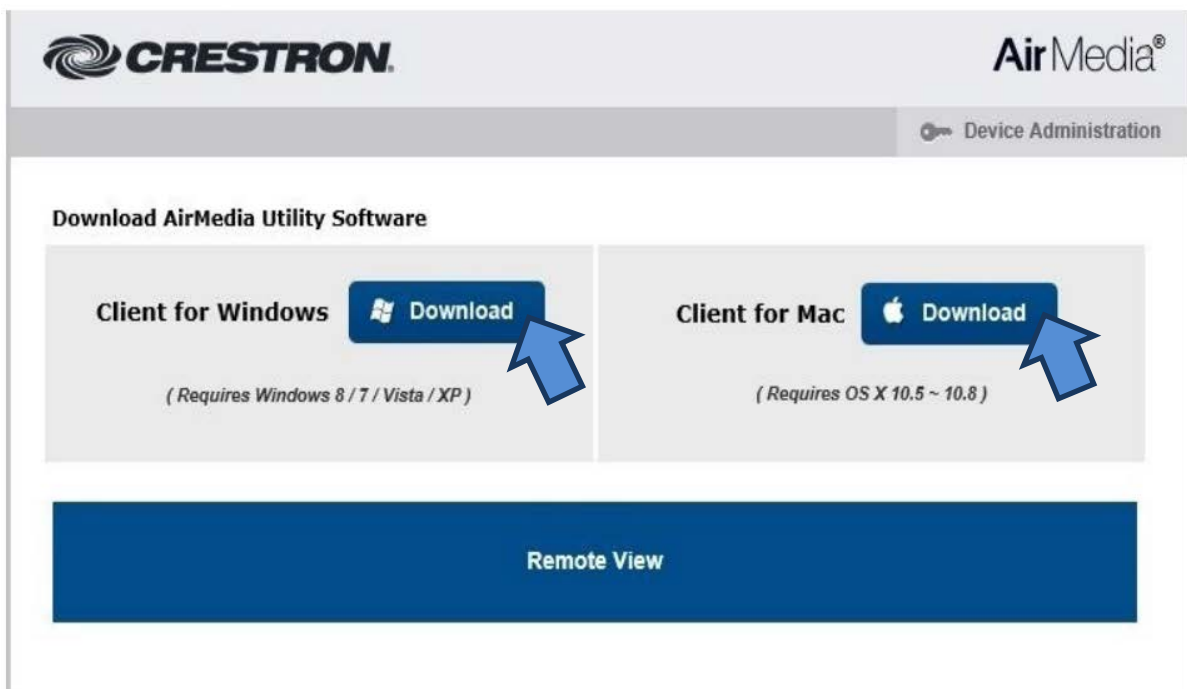 CRESTRON.
AirMedia®
Device Administration
Download AirMedia Utility Software
Client for Windows
Download
( Requires Windows 8 / 7 / Vista / XP )
Client for Mac
Download
( Requires OS X 10.5 ~ 10.8 )
Remote View